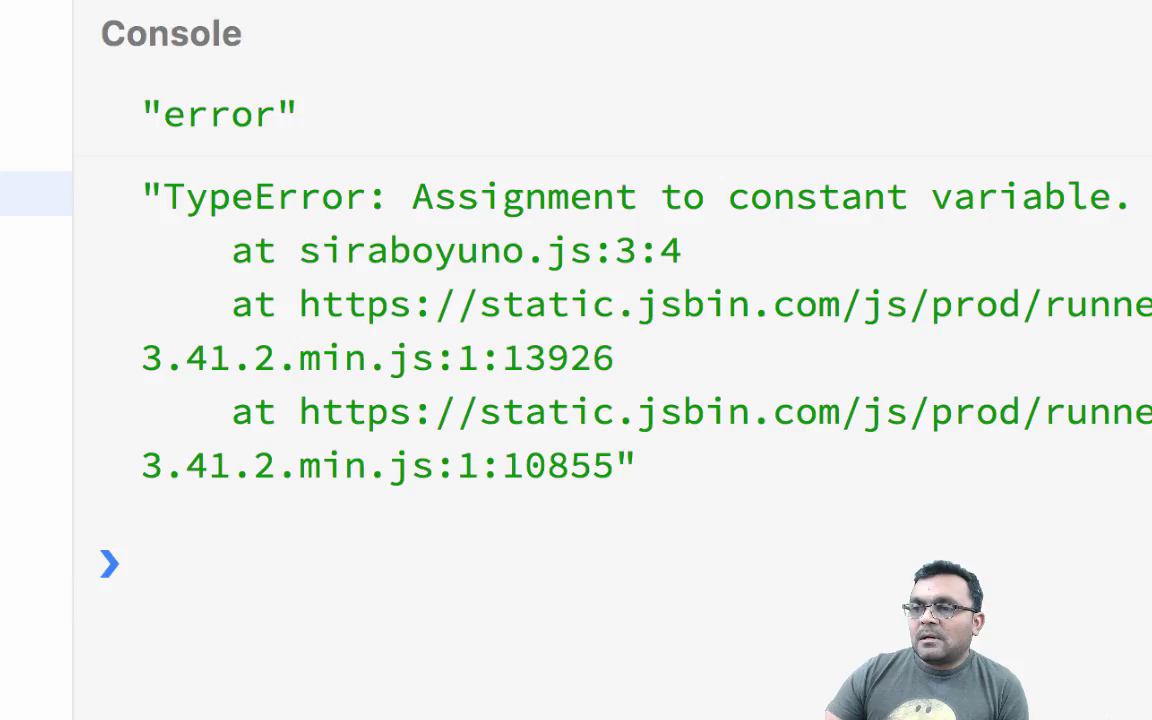 Console
"error"
"TypeError: Assignment to constant variable.
at siraboyuno.js:3:4
at https://static.jsbin.com/js/prod/runne
3.41.2.min.js:1:13926
at https://static.jsbin.com/js/prod/runne
3.41.2.min.js:1:10855"